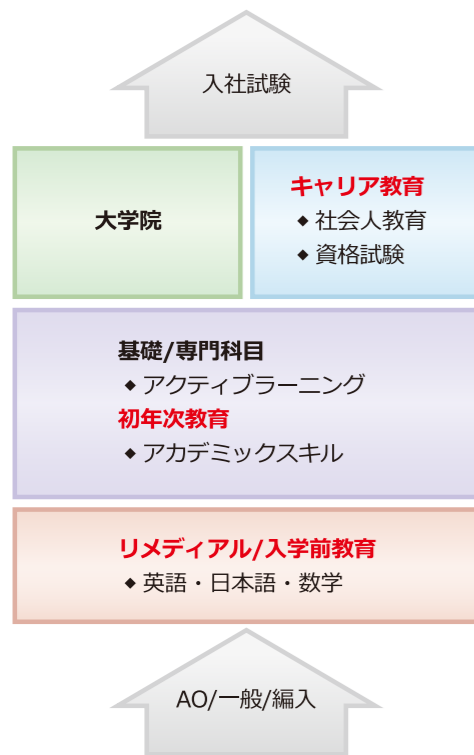 入社試験
大学院
キャリア教育
◆ 社会人教育
◆ 資格試験
基礎/専門科目
◆ アクティブラーニング
初年次教育
◆ アカデミックスキル
リメディアル/入学前教育
◆ 英語・日本語・数学
AO/一般/編入